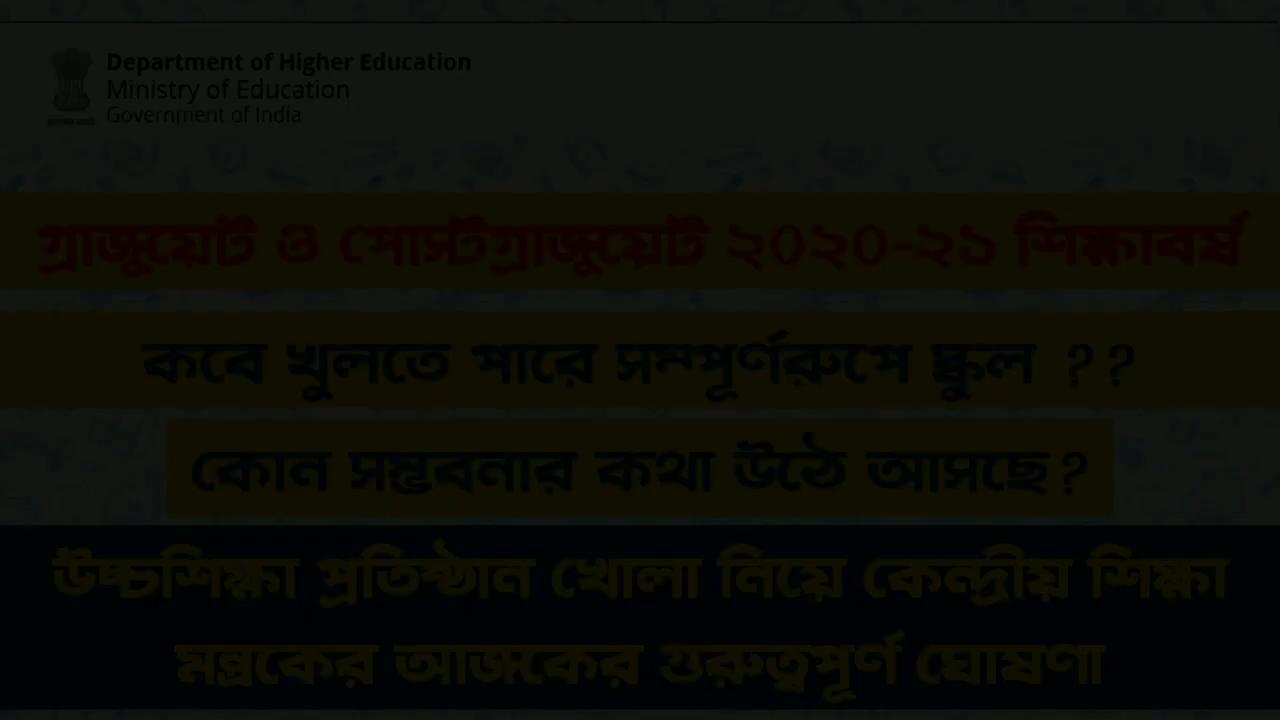 Department of Higher Education
Ministry of Education
Government of India
গ্রাজুয়েট ও পোস্টগ্রাজুয়েট ২০২০-২১ শিক্ষাবর্ষ
কবে খুলতে পারে সম্পূর্ণরুপে স্কুল ??
কোন সম্ভবনার কথা উঠে আসছে?
উচ্চশিক্ষা প্রতিষ্ঠান খোলা নিয়ে কেন্দ্রীয় শিক্ষা
মন্ত্রকের আজকের গুরুত্বপূর্ণ ঘোষণা